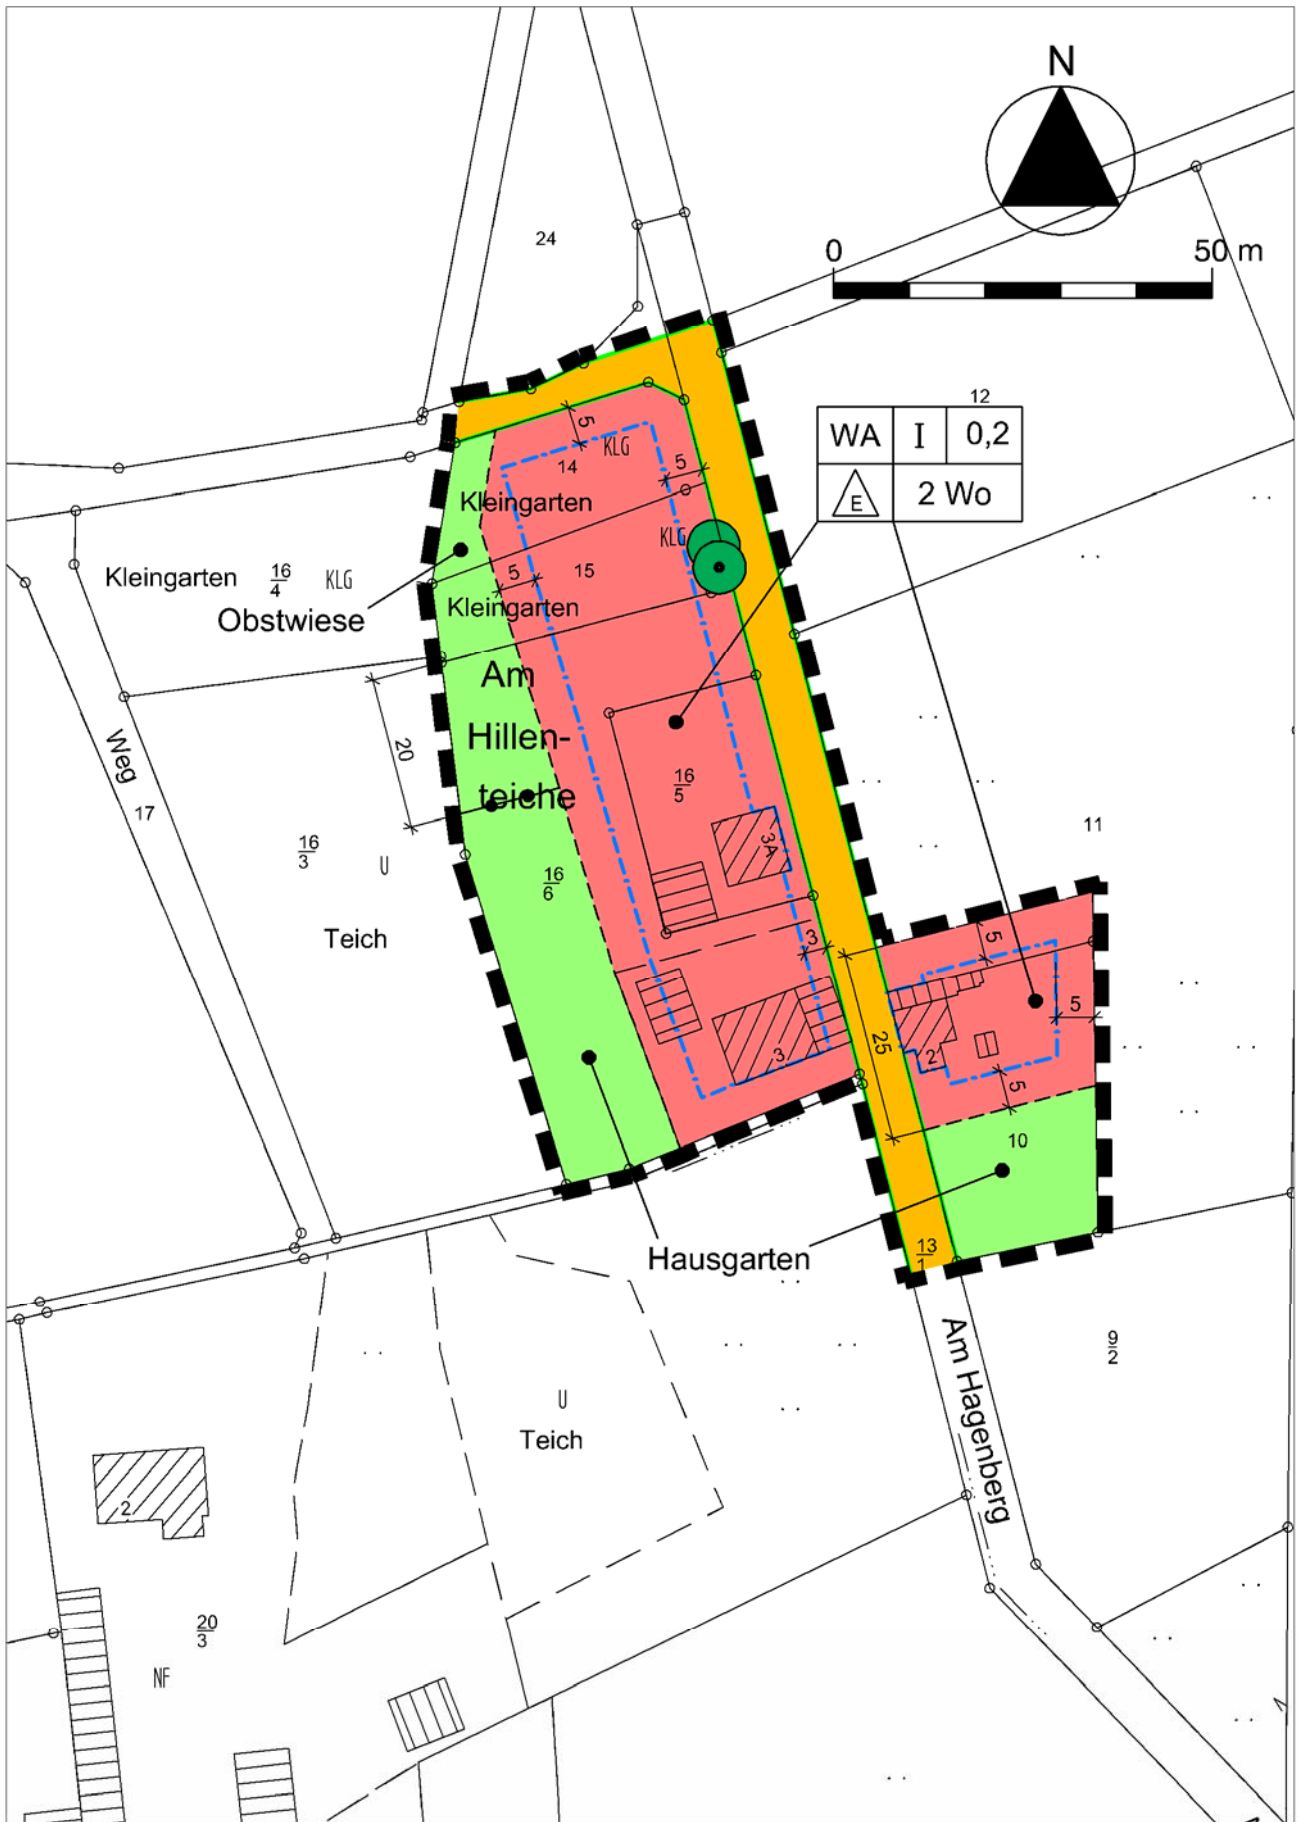 N
0
50 m
24
12
WA
I
0,2
E
2 Wo
5
KLG
14
5
Kleingarten
KLG
5
15
Kleingarten
16
4
KLG
Kleingarten
Obstwiese
Am
Hillen-
teiche
20
Weg
17
16
3
U
16
5
16
6
3A
11
Teich
3
5
5
25
2
3
5
10
Hausgarten
13
1
Am Hagenberg
9
2
U
Teich
2
20
3
NF